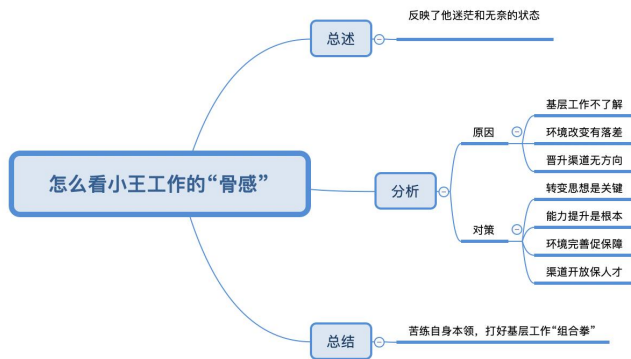 怎么看小王工作的“骨感”
总述
反映了他迷茫和无奈的状态
分析
原因
基层工作不了解
环境改变有落差
晋升渠道无方向
对策
转变思想是关键
能力提升是根本
环境完善促保障
渠道开放保人才
总结
苦练自身本领，打好基层工作“组合拳”